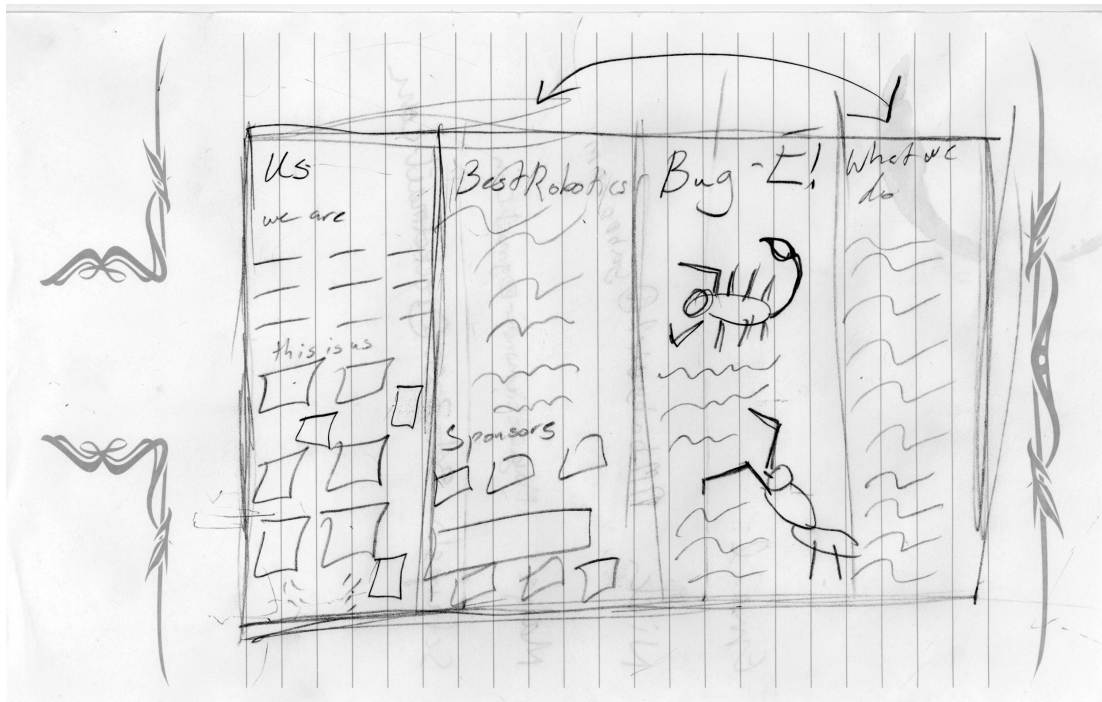 Us
we are
this is us
Best Robotics
Sponsors
Bug-E!
What we
do